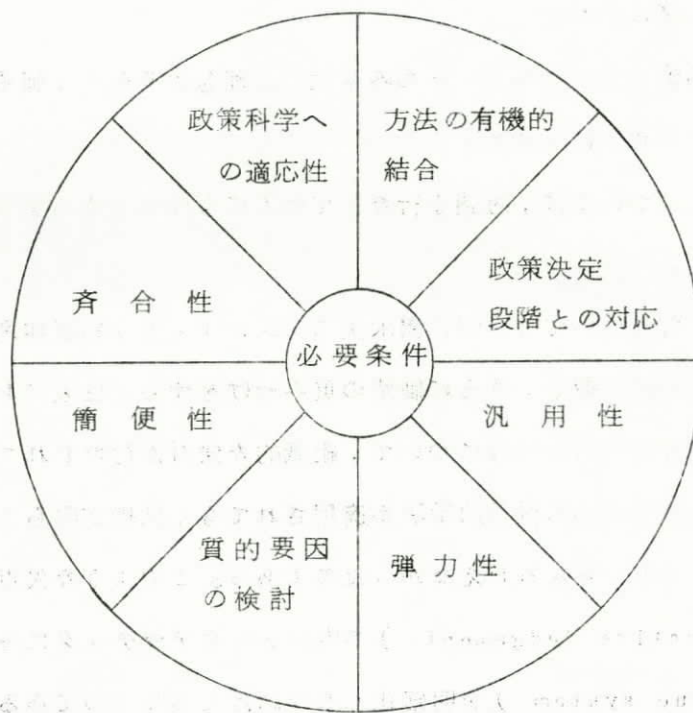 政策科学へ
の適応性
方法の有機的
結合
政策決定
段階との対応
汎用性
弾力性
質的要因
の検討
簡便性
斉合性
必要条件